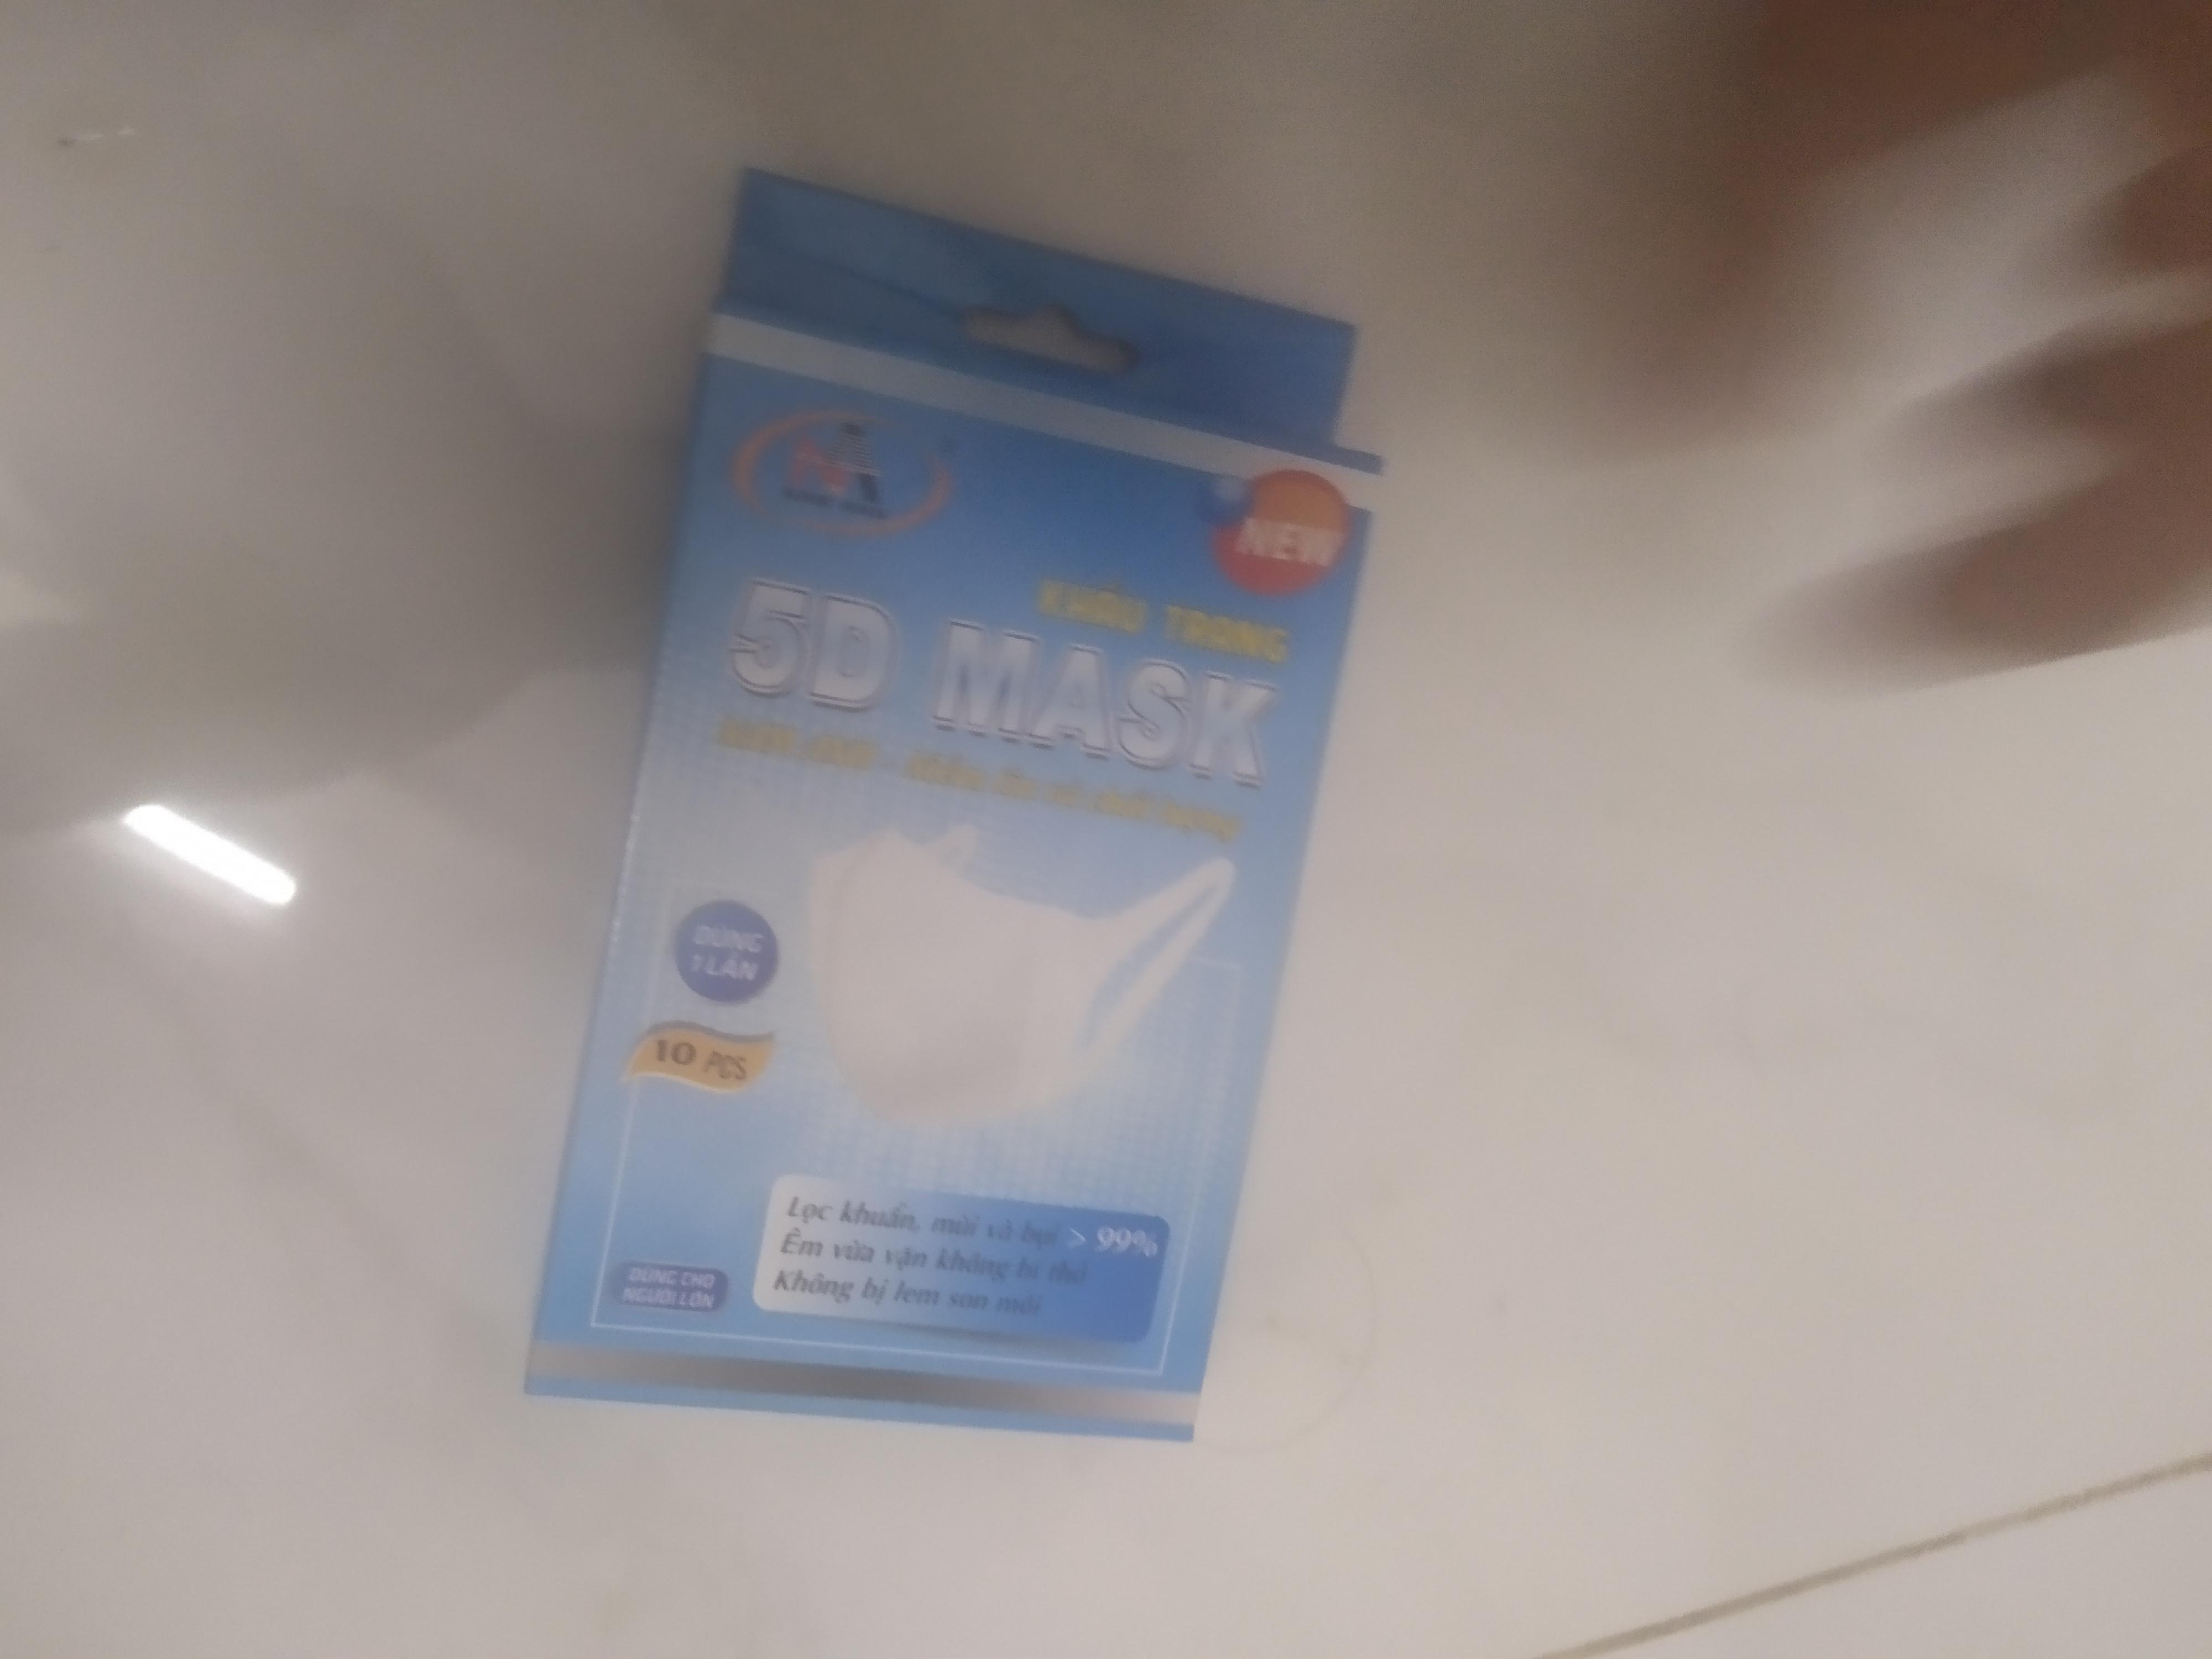 NEW
KHẨU TRANG
5D MASK
DÙNG
1 LẦN
10 PCS
Lọc khuẩn, mùi và bụi > 99%
Êm vừa vặn không bí thở
Không bị lem son môi
DÙNG CHO
NGƯỜI LỚN